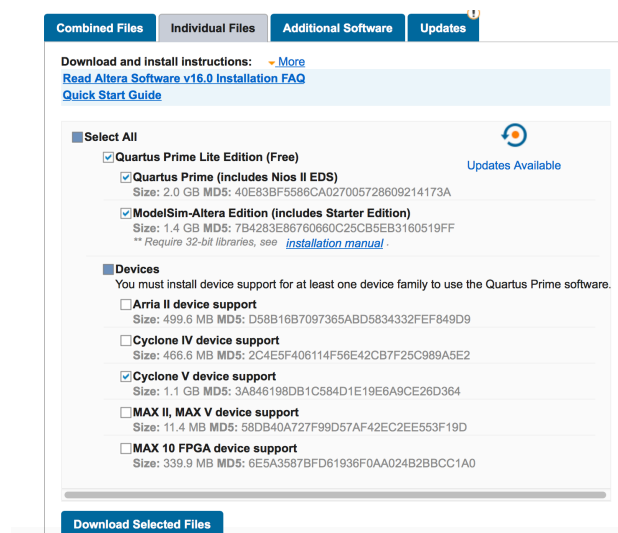 Combined Files
Individual Files
Additional Software
Updates
!
Download and install instructions: More
Read Altera Software v16.0 Installation FAQ
Quick Start Guide
Select All
Updates Available
Quartus Prime Lite Edition (Free)
Quartus Prime (includes Nios II EDS)
Size: 2.0 GB MD5: 40E83BF5586CA027005728609214173A
ModelSim-Altera Edition (includes Starter Edition)
Size: 1.4 GB MD5: 7B4283E86760660C25CB5EB3160519FF
** Require 32-bit libraries, see installation manual .
Devices
You must install device support for at least one device family to use the Quartus Prime software.
Arria II device support
Size: 499.6 MB MD5: D58B16B7097365ABD5834332FEF849D9
Cyclone IV device support
Size: 466.6 MB MD5: 2C4E5F406114F56E42CB7F25C989A5E2
Cyclone V device support
Size: 1.1 GB MD5: 3A846198DB1C584D1E19E6A9CE26D364
MAX II, MAX V device support
Size: 11.4 MB MD5: 58DB40A727F99D57AF42EC2EE553F19D
MAX 10 FPGA device support
Size: 339.9 MB MD5: 6E5A3587BFD61936F0AA024B2BBCC1A0
Download Selected Files